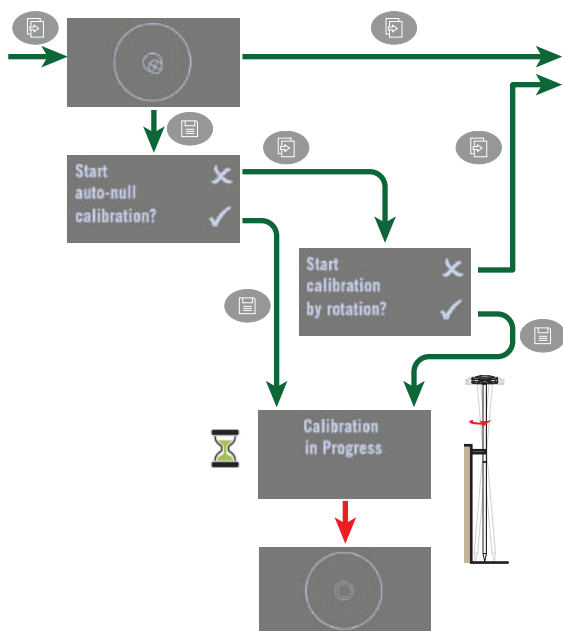 Start
auto-null
calibration?
Start
calibration
by rotation?
Calibration
in Progress